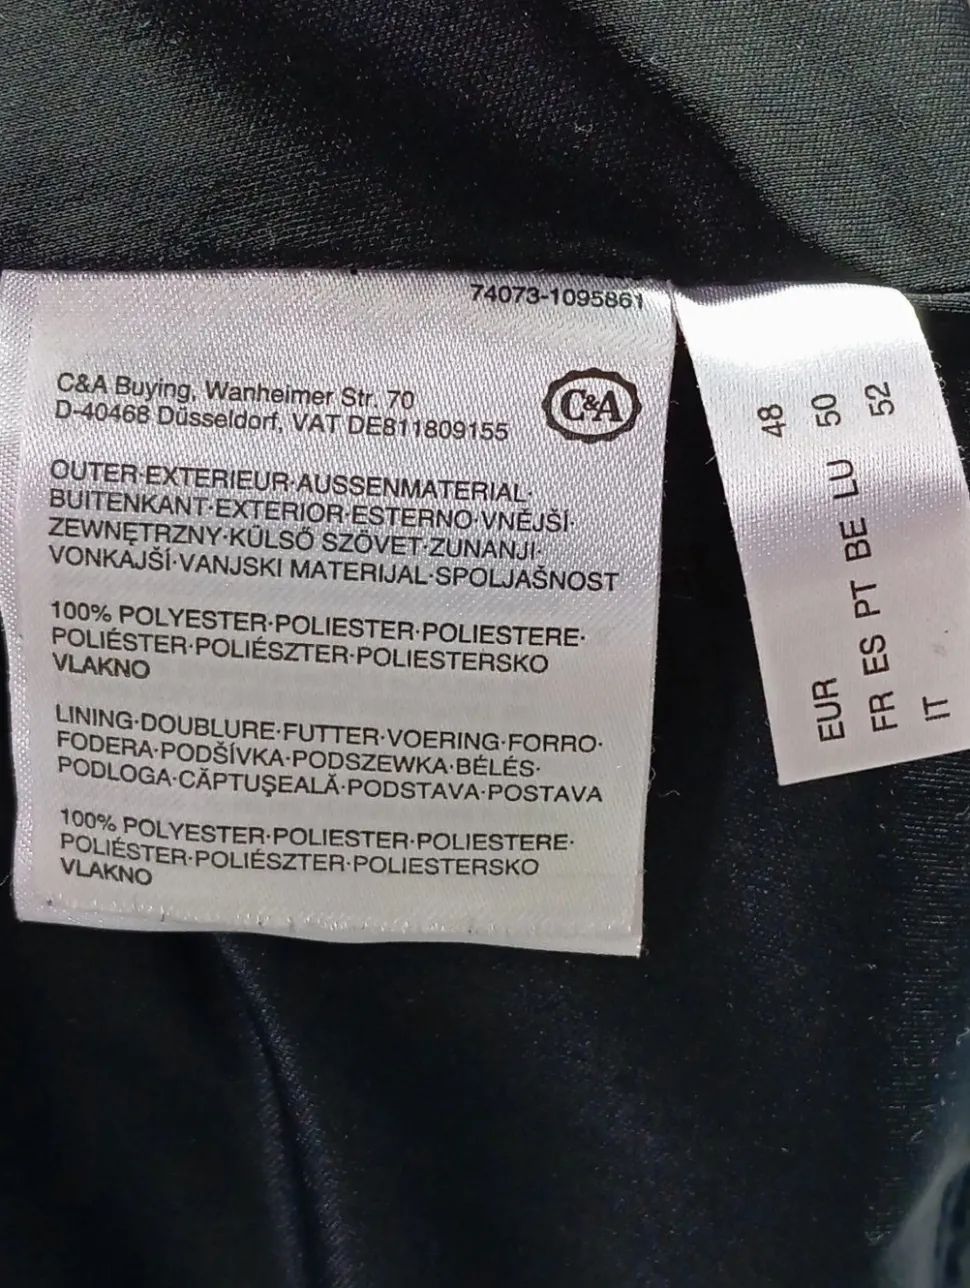 74073-1095861
C&A Buying, Wanheimer Str. 70
D-40468 Düsseldorf, VAT DE811809155
C&A
OUTER·EXTERIEUR·AUSSENMATERIAL·
BUITENKANT·EXTERIOR·ESTERNO·VNĚJŠÍ·
ZEWNĘTRZNY·KÜLSŐ SZÖVET·ZUNANJI·
VONKAJŠÍ·VANJSKI MATERIJAL·SPOLJAŠNOST
100% POLYESTER·POLIESTER·POLIESTERE·
POLIÉSTER·POLIÉSZTER·POLIESTERSKO
VLAKNO
LINING·DOUBLURE·FUTTER·VOERING·FORRO·
FODERA·PODŠÍVKA·PODSZEWKA·BÉLÉS·
PODLOGA·CĂPTUŞEALĂ·PODSTAVA·POSTAVA
100% POLYESTER·POLIESTER·POLIESTERE·
POLIÉSTER·POLIÉSZTER·POLIESTERSKO
VLAKNO
EUR 48
FR ES PT BE LU 50
IT 52